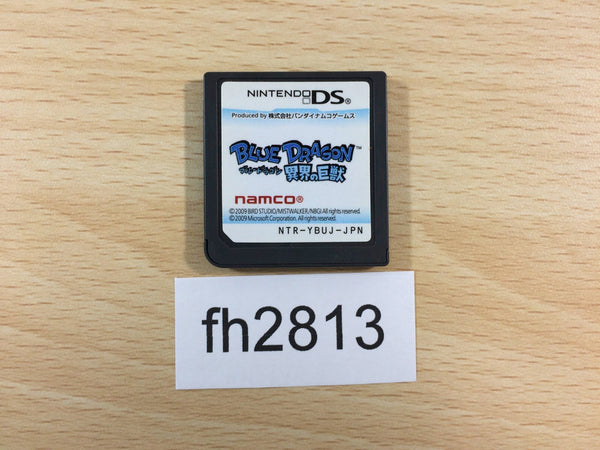 NINTENDO DS®
Produced by 株式会社バンダイナムコゲームス
BLUE DRAGON™
ブルードラゴン 異界の巨獣
namco®
©2009 BIRD STUDIO/MISTWALKER/NBGI All rights reserved.
©2009 Microsoft Corporation. All rights reserved.
NTR-YBUJ-JPN
fh2813